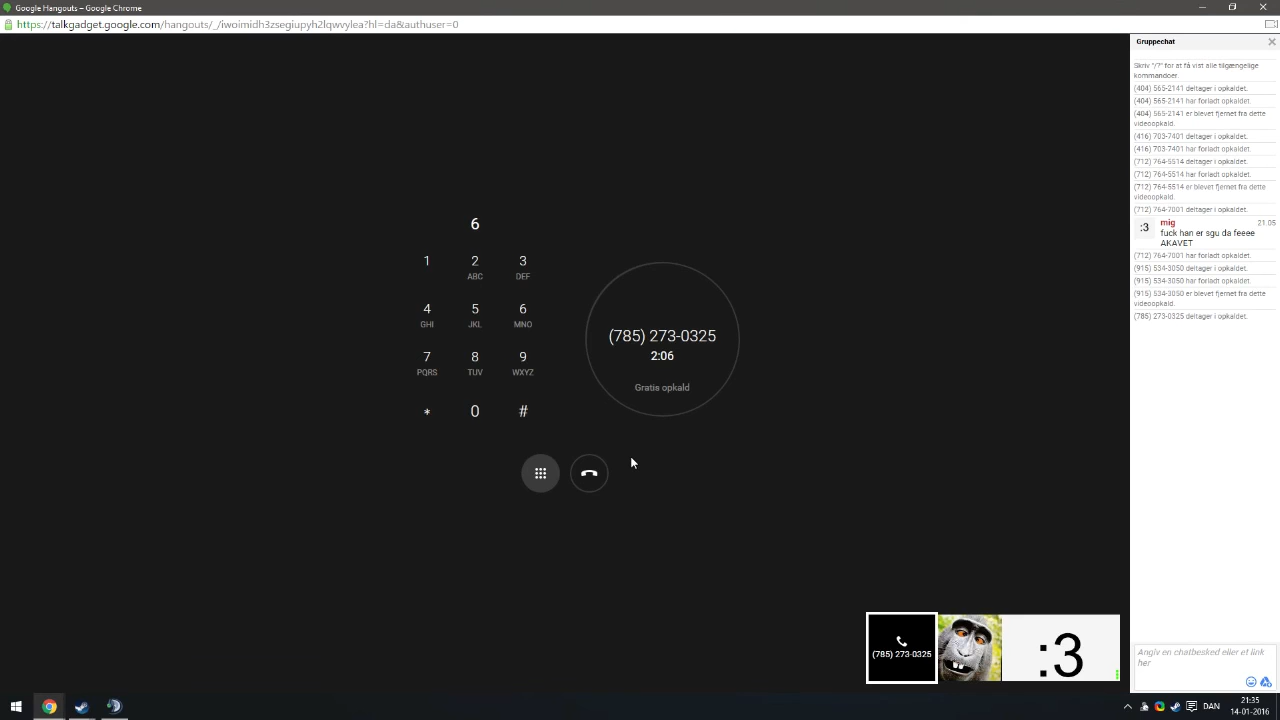 Google Hangouts – Google Chrome
https://talkgadget.google.com/hangouts/_/iwoimidh3zsegiupyh2lqwvylea?hl=da&authuser=0
6
1
2
3
ABC
DEF
4
5
6
GHI
JKL
MNO
7
8
9
PQRS
TUV
WXYZ
*
0
#
(785) 273-0325
2:06
Gratis opkald
(785) 273-0325
:3
Gruppechat
Skriv "/?" for at få vist alle tilgængelige
kommandoer.
(404) 565-2141 deltager i opkaldet.
(404) 565-2141 har forladt opkaldet.
(404) 565-2141 er blevet fjernet fra dette
videoopkald.
(416) 703-7401 deltager i opkaldet.
(416) 703-7401 har forladt opkaldet.
(712) 764-5514 deltager i opkaldet.
(712) 764-5514 har forladt opkaldet.
(712) 764-5514 er blevet fjernet fra dette
videoopkald.
(712) 764-7001 deltager i opkaldet.
:3
mig
21.05
fuck han er sgu da feeee
AKAVET
(712) 764-7001 har forladt opkaldet.
(915) 534-3050 deltager i opkaldet.
(915) 534-3050 har forladt opkaldet.
(915) 534-3050 er blevet fjernet fra dette
videoopkald.
(785) 273-0325 deltager i opkaldet.
Angiv en chatbesked eller et link
her
DAN
21:35
14-01-2016